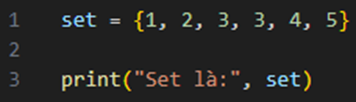 1 set = {1, 2, 3, 3, 4, 5}
2
3 print("Set là:", set)